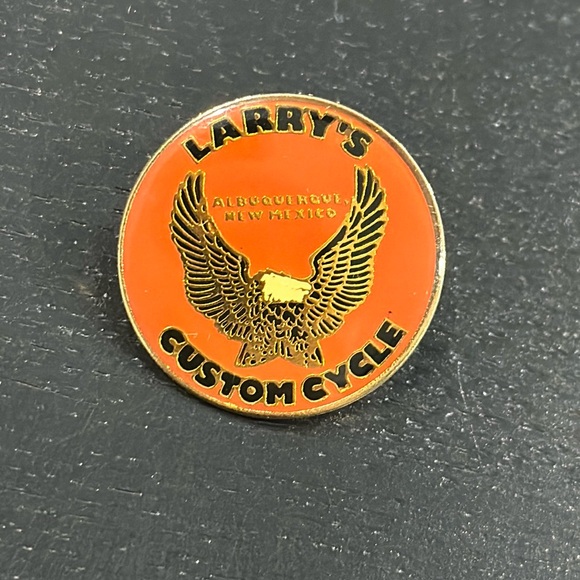 LARRY'S
ALBUQUERQUE,
NEW MEXICO
CUSTOM CYCLE